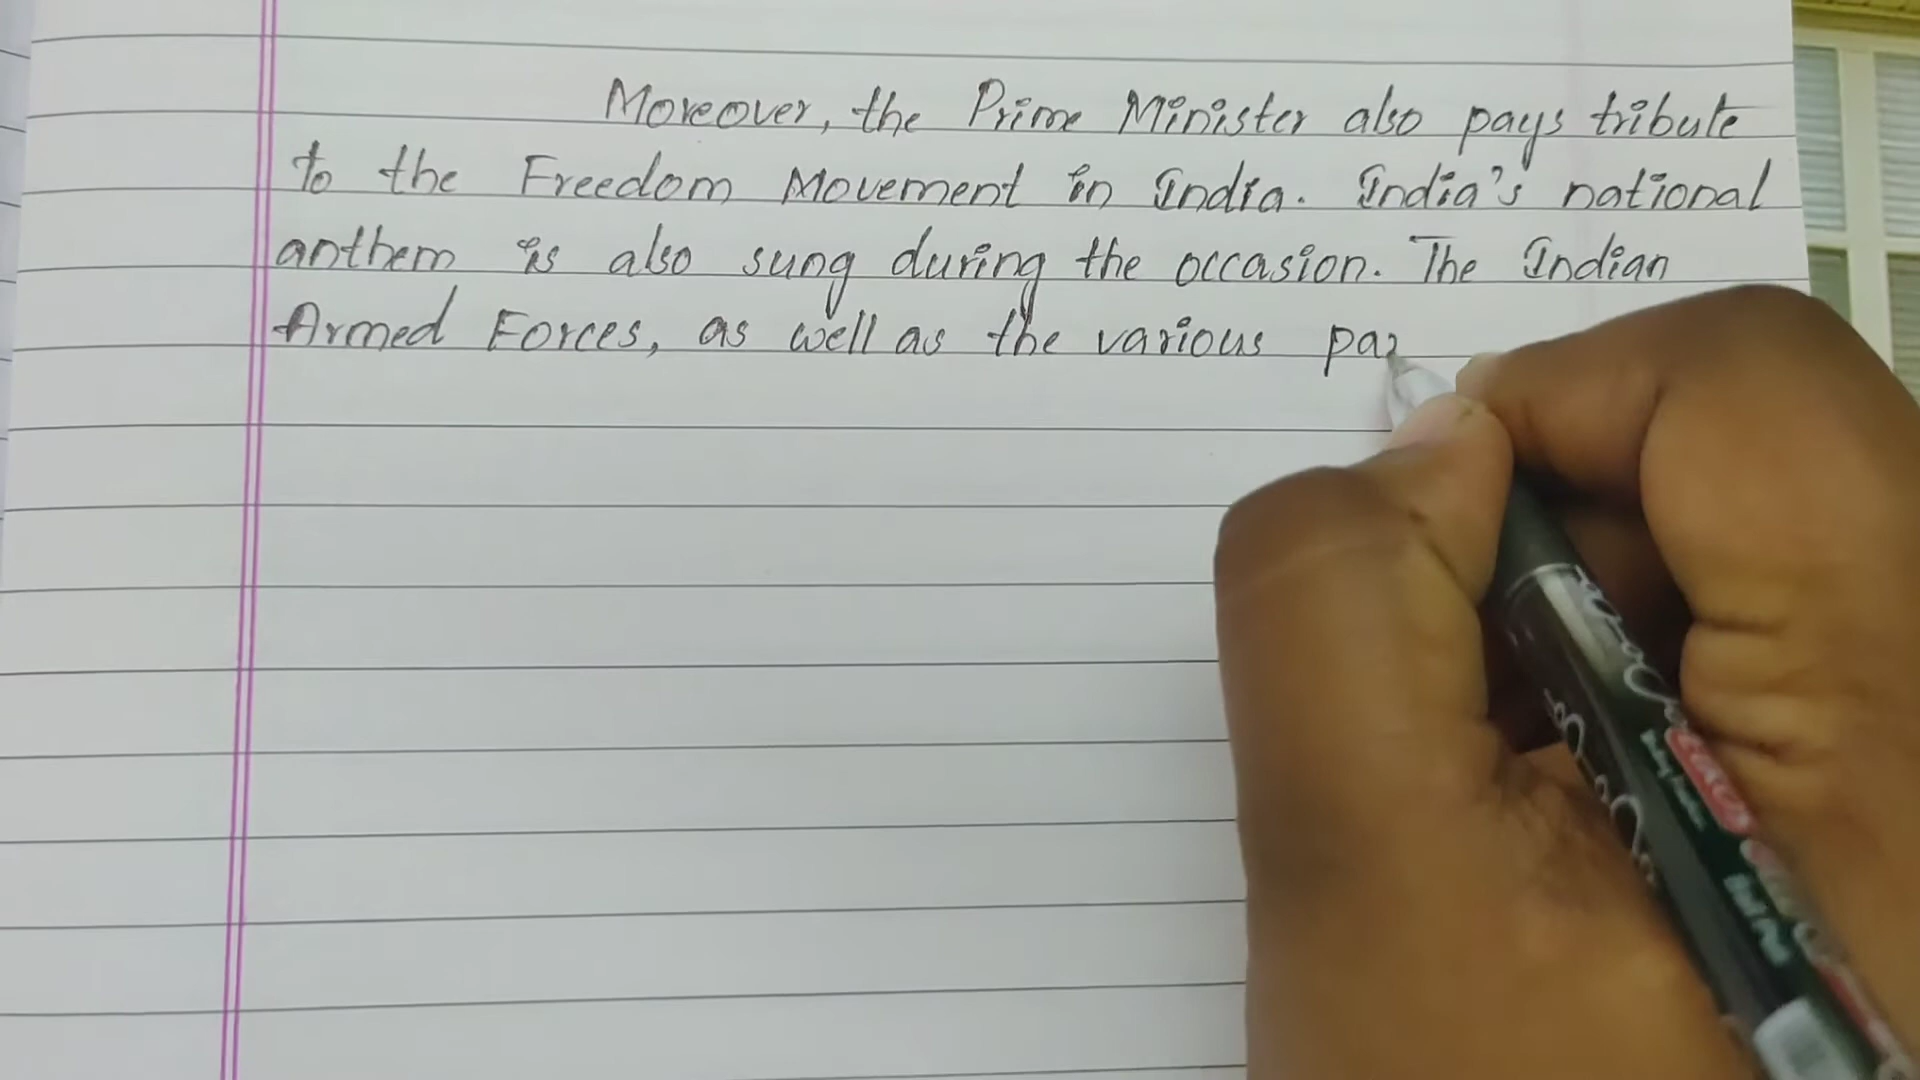 Moreover, the Prime Minister also pays tribute
to the Freedom Movement in India. India's national
anthem is also sung during the occasion. The Indian
Armed Forces, as well as the various pa